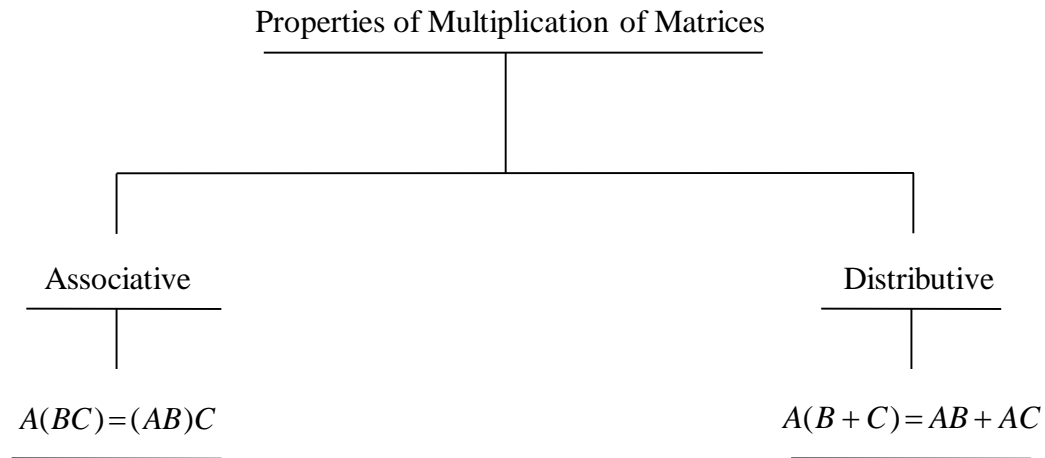 Properties of Multiplication of Matrices
Associative
Distributive
A(BC)=(AB)C
A(B+C)=AB+AC